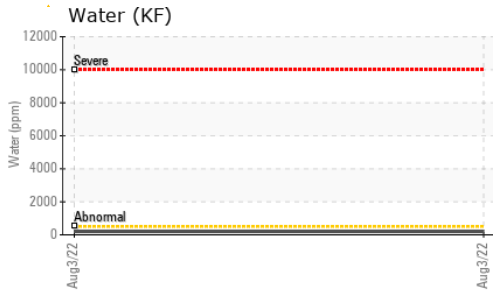 Water (KF)
12000
10000
8000
6000
4000
2000
0
Water (ppm)
Severe
Abnormal
Aug3/22
Aug3/22